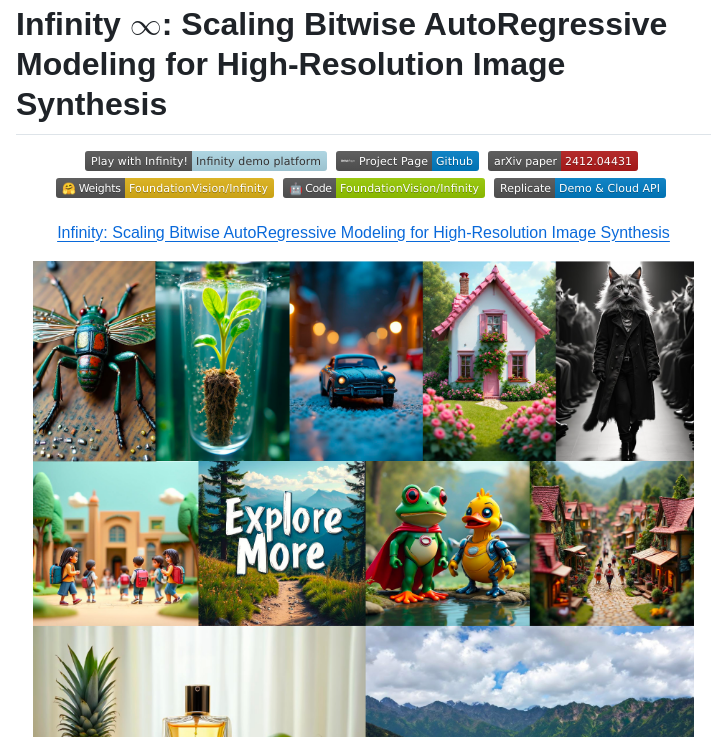 Infinity ∞: Scaling Bitwise AutoRegressive
Modeling for High-Resolution Image
Synthesis
Play with Infinity! Infinity demo platform
Project Page Github
arXiv paper 2412.04431
🤗 Weights FoundationVision/Infinity
🤖 Code FoundationVision/Infinity
Replicate Demo & Cloud API
Infinity: Scaling Bitwise AutoRegressive Modeling for High-Resolution Image Synthesis
Explore
More